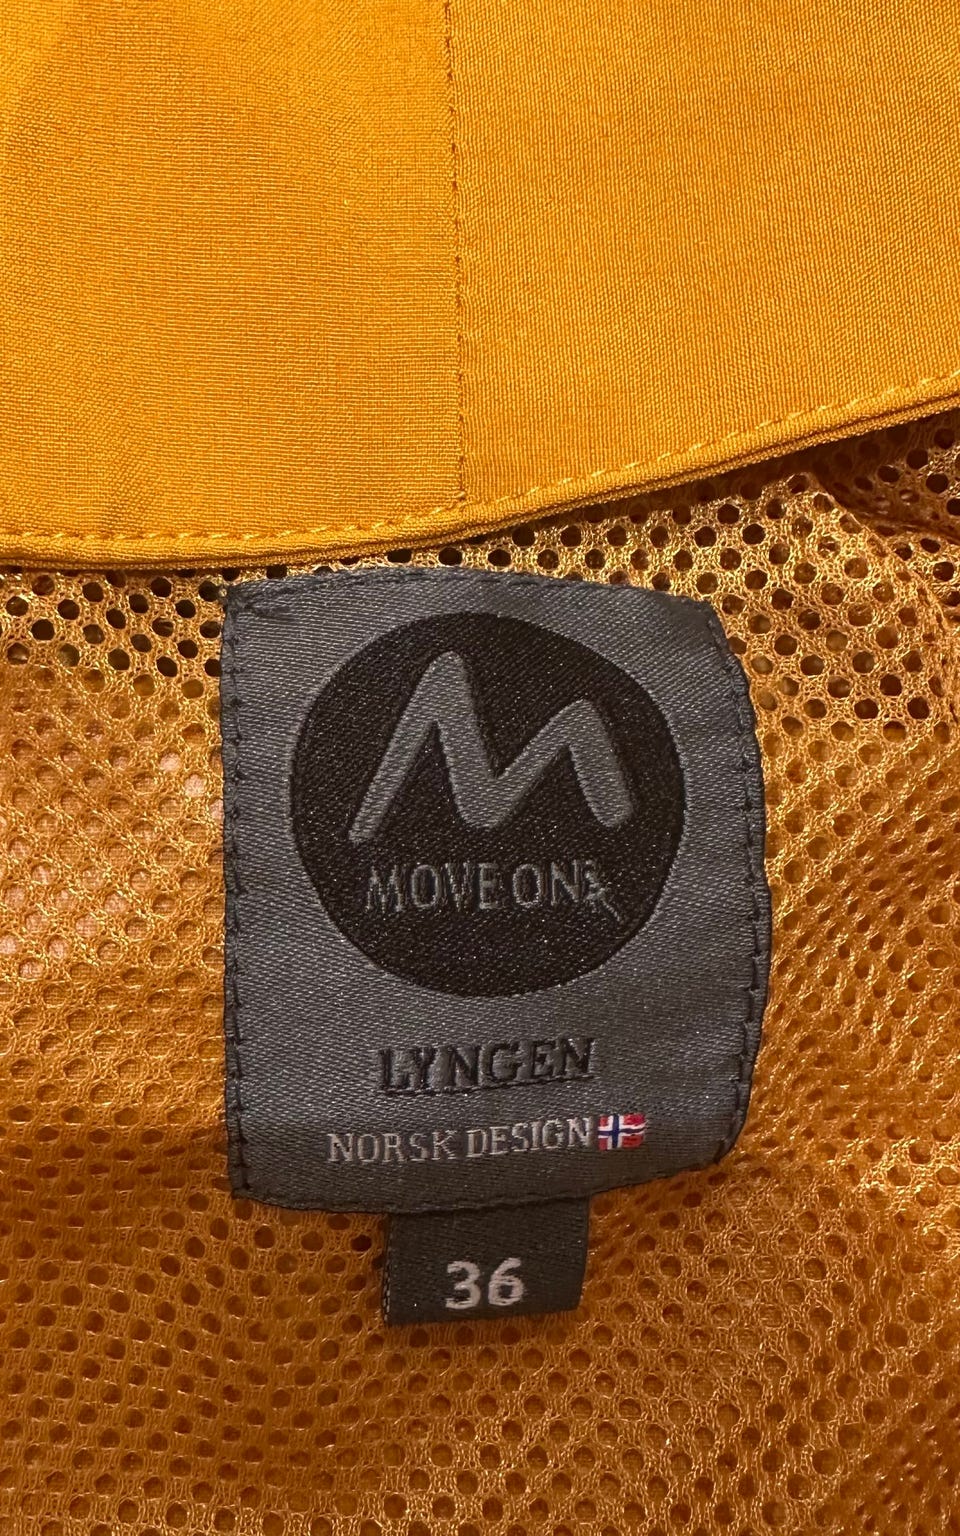 MOVE ON
LYNGEN
NORSK DESIGN
36